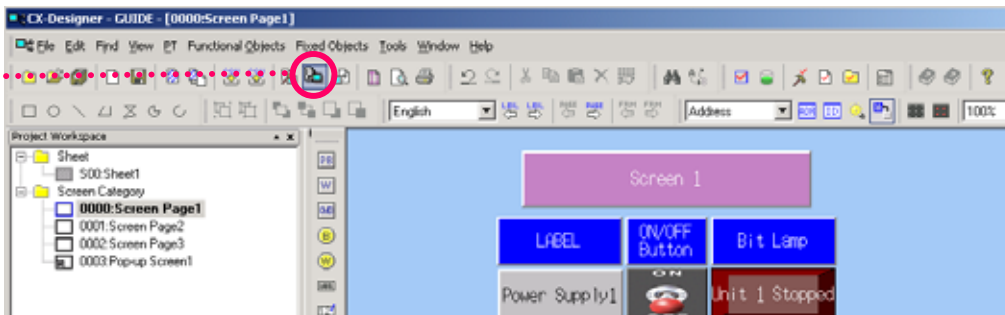 CX-Designer - GUIDE - [0000:Screen Page1]
File Edit Find View PT Functional Objects Fixed Objects Tools Window Help
English Address 100%
Project Workspace
Sheet
S00:Sheet1
Screen Category
0000:Screen Page1
0001:Screen Page2
0002:Screen Page3
0003:Pop-up Screen1
PB
W
B
W
Screen 1
LABEL
ON/OFF
Button
Bit Lamp
Power Supply1
ON
Unit 1 Stopped